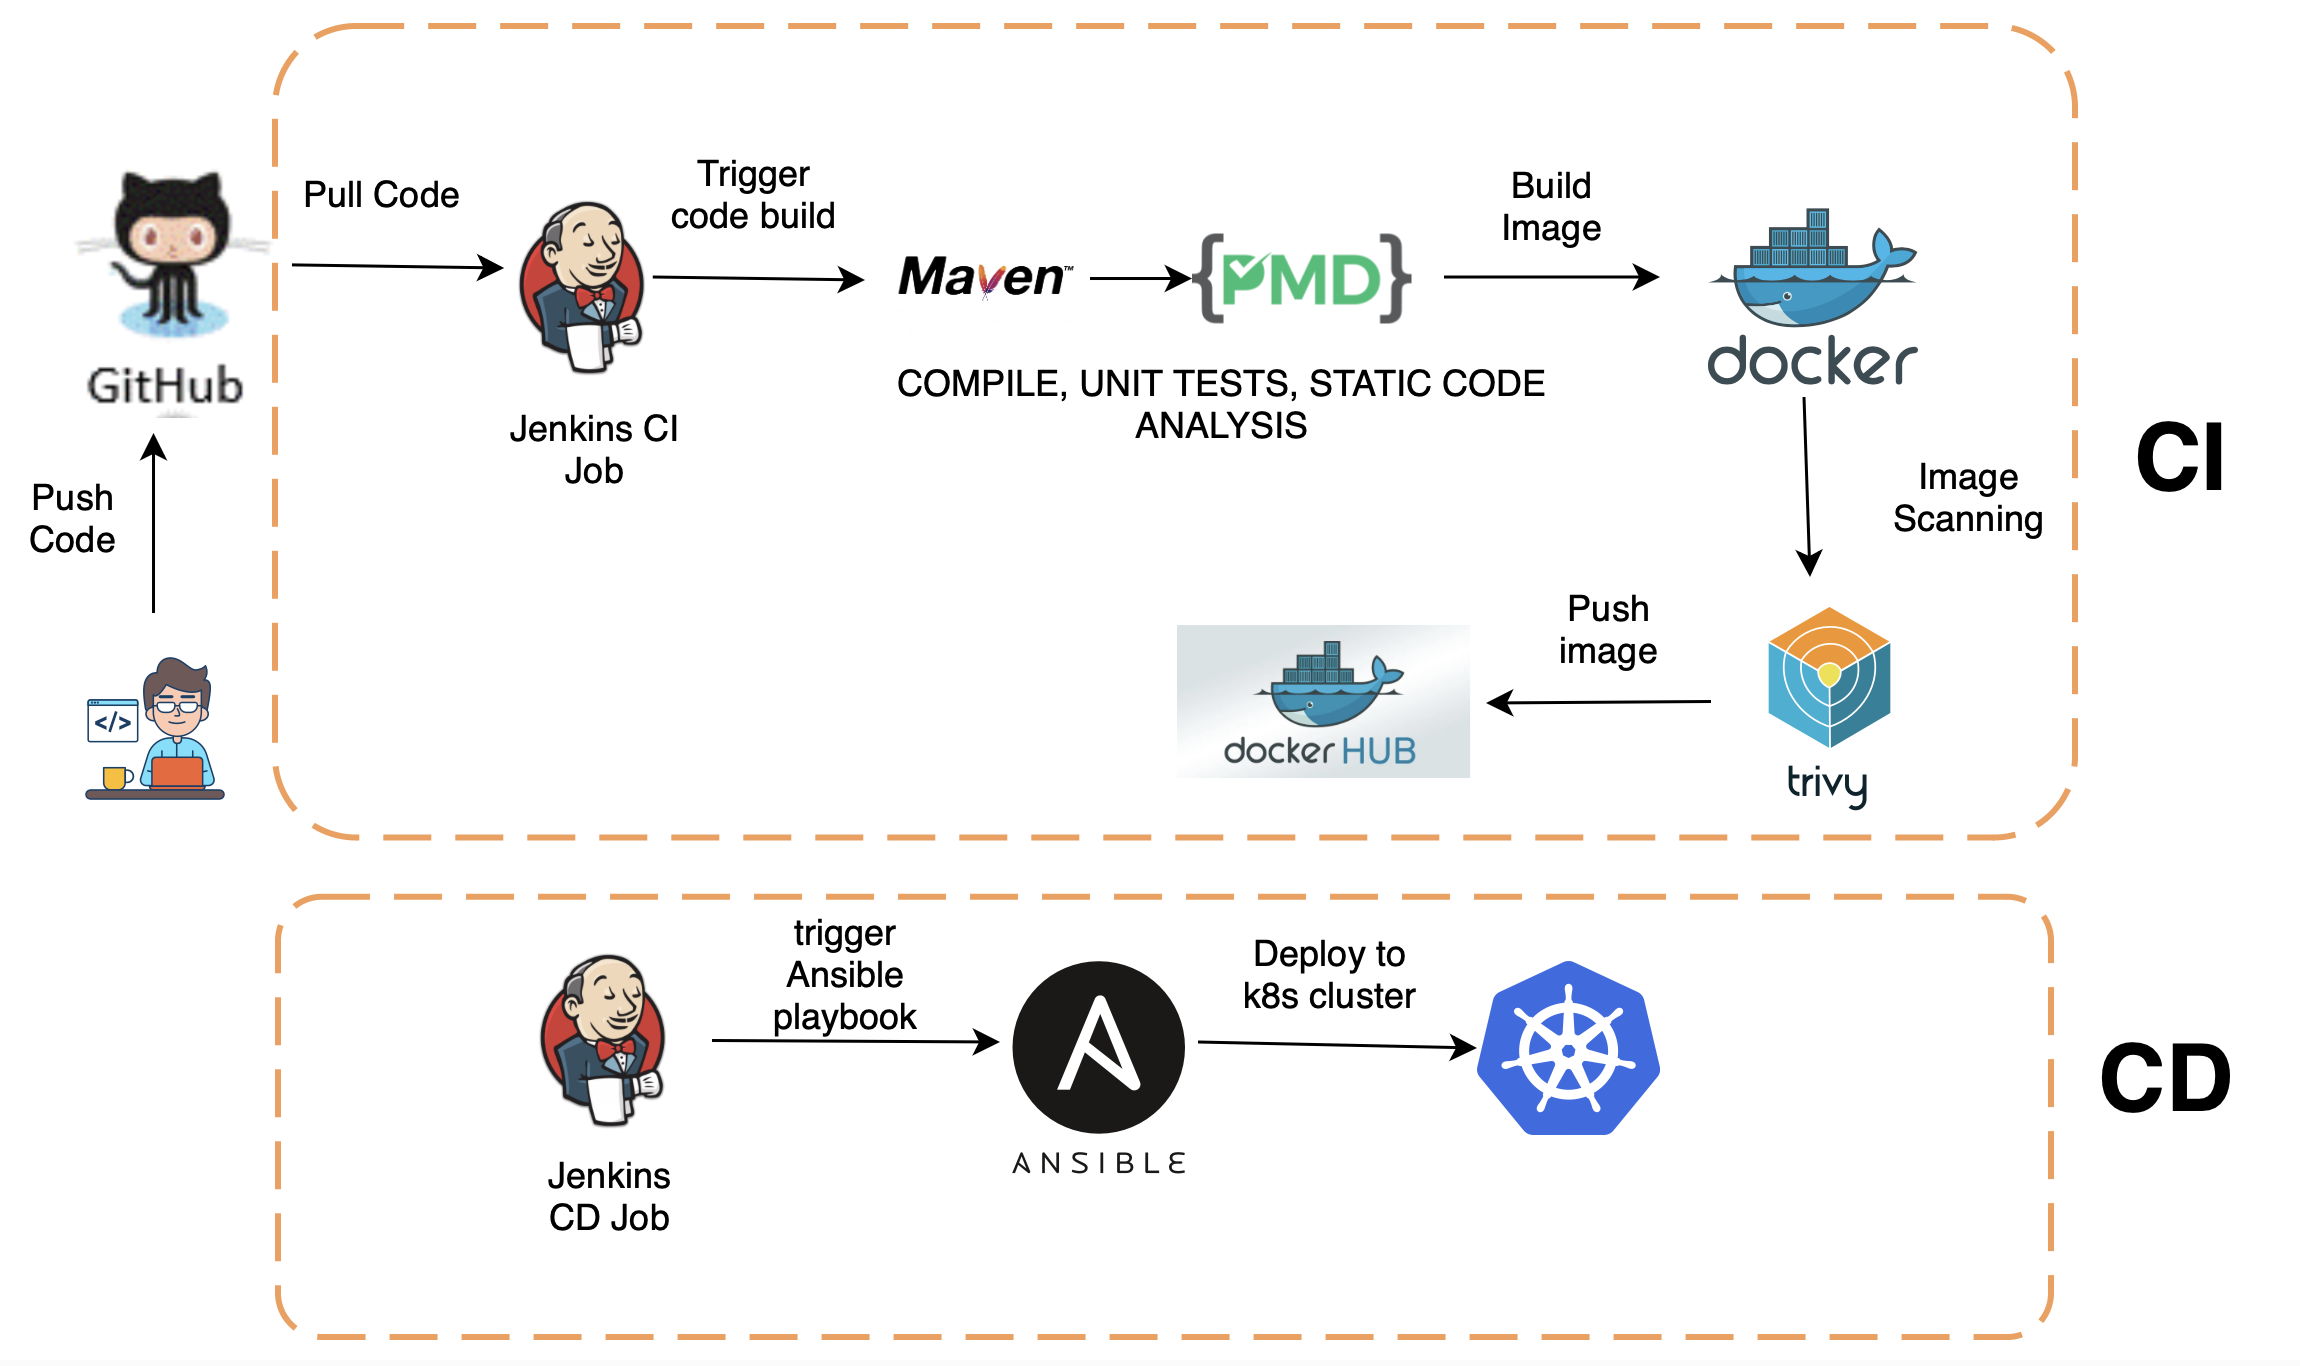 Pull Code
Trigger
code build
Build
Image
Maven™
{PMD}
docker
GitHub
COMPILE, UNIT TESTS, STATIC CODE
ANALYSIS
Jenkins CI
Job
CI
Push
Code
Image
Scanning
Push
image
</>
docker HUB
trivy
trigger
Ansible
playbook
Deploy to
k8s cluster
CD
ANSIBLE
Jenkins
CD Job